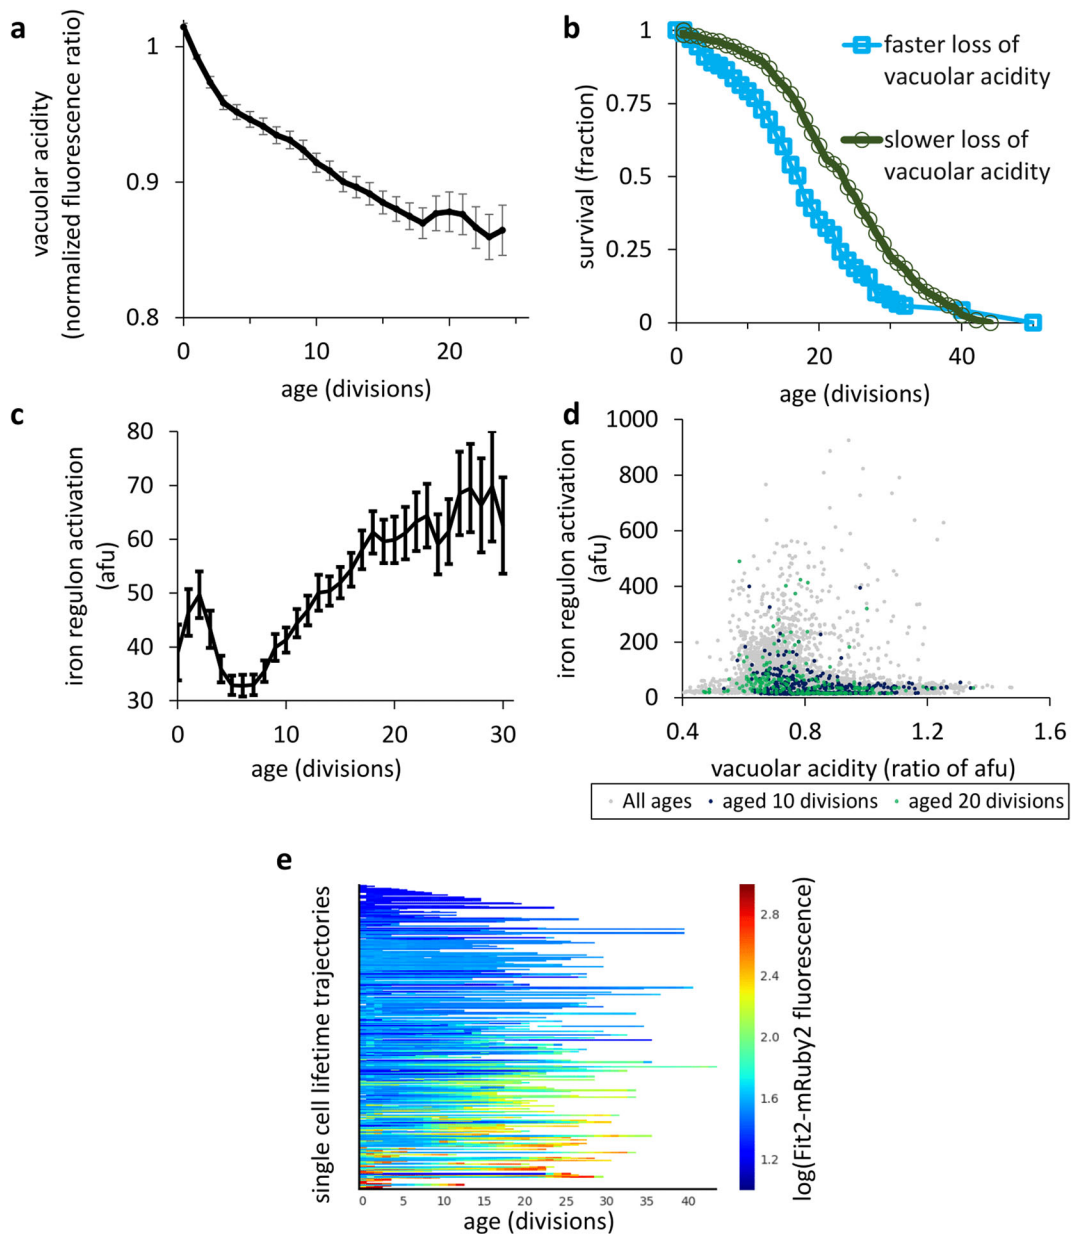 a
vacuolar acidity
(normalized fluorescence ratio)
1
0.9
0.8
0
10
20
age (divisions)
b
survival (fraction)
1
0.75
0.5
0.25
0
0
20
40
age (divisions)
faster loss of
vacuolar acidity
slower loss of
vacuolar acidity
c
iron regulon activation
(afu)
80
70
60
50
40
30
0
10
20
30
age (divisions)
d
iron regulon activation
(afu)
1000
800
600
400
200
0
0.4
0.8
1.2
1.6
vacuolar acidity (ratio of afu)
All ages
aged 10 divisions
aged 20 divisions
e
single cell lifetime trajectories
0
5
10
15
20
25
30
35
40
age (divisions)
2.8
2.4
2.0
1.6
1.2
log(Fit2-mRuby2 fluorescence)